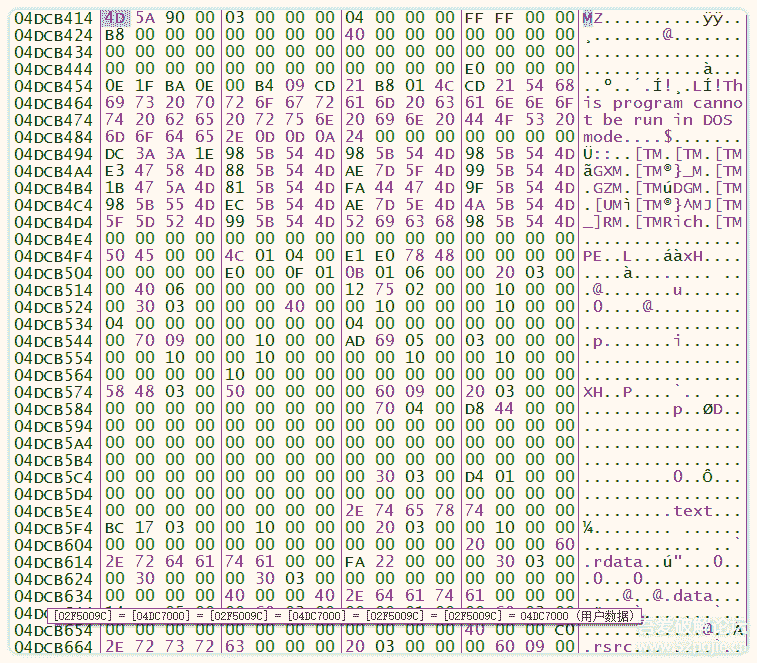 04DCB414 4D 5A 90 00 03 00 00 00 04 00 00 00 FF FF 00 00 MZ..........ÿÿ..
04DCB424 B8 00 00 00 00 00 00 00 40 00 00 00 00 00 00 00 ¸.......@.......
04DCB434 00 00 00 00 00 00 00 00 00 00 00 00 00 00 00 00 ................
04DCB444 00 00 00 00 00 00 00 00 00 00 00 00 E0 00 00 00 ............à...
04DCB454 0E 1F BA 0E 00 B4 09 CD 21 B8 01 4C CD 21 54 68 ..º..´.Í!¸.LÍ!Th
04DCB464 69 73 20 70 72 6F 67 72 61 6D 20 63 61 6E 6E 6F is program canno
04DCB474 74 20 62 65 20 72 75 6E 20 69 6E 20 44 4F 53 20 t be run in DOS
04DCB484 6D 6F 64 65 2E 0D 0D 0A 24 00 00 00 00 00 00 00 mode....$.......
04DCB494 DC 3A 3A 1E 98 5B 54 4D 98 5B 54 4D 98 5B 54 4D Ü::..[TM.[TM.[TM
04DCB4A4 E3 47 58 4D 88 5B 54 4D AE 7D 5F 4D 99 5B 54 4D ãGXM.[TM®}_M.[TM
04DCB4B4 1B 47 5A 4D 81 5B 54 4D FA 44 47 4D 9F 5B 54 4D .GZM.[TMúDGM.[TM
04DCB4C4 98 5B 55 4D EC 5B 54 4D AE 7D 5E 4D 4A 5B 54 4D .[UMì[TM®}^MJ[TM
04DCB4D4 5F 5D 52 4D 99 5B 54 4D 52 69 63 68 98 5B 54 4D _]RM.[TMRich.[TM
04DCB4E4 00 00 00 00 00 00 00 00 00 00 00 00 00 00 00 00 ................
04DCB4F4 50 45 00 00 4C 01 04 00 E1 E0 78 48 00 00 00 00 PE..L...áàxH....
04DCB504 00 00 00 00 E0 00 0F 01 0B 01 06 00 00 20 03 00 ....à........ ..
04DCB514 00 40 06 00 00 00 00 00 12 75 02 00 00 10 00 00 .@.......u......
04DCB524 00 30 03 00 00 00 40 00 00 10 00 00 00 10 00 00 .0....@.........
04DCB534 04 00 00 00 00 00 00 00 04 00 00 00 00 00 00 00 ................
04DCB544 00 70 09 00 00 10 00 00 AD 69 05 00 03 00 00 00 .p.......i......
04DCB554 00 00 10 00 00 10 00 00 00 00 10 00 00 10 00 00 ................
04DCB564 00 00 00 00 10 00 00 00 00 00 00 00 00 00 00 00 ................
04DCB574 58 48 03 00 50 00 00 00 00 60 09 00 20 03 00 00 XH..P....`.. ...
04DCB584 00 00 00 00 00 00 00 00 00 70 04 00 D8 44 00 00 .........p..ØD..
04DCB594 00 00 00 00 00 00 00 00 00 00 00 00 00 00 00 00 ................
04DCB5A4 00 00 00 00 00 00 00 00 00 00 00 00 00 00 00 00 ................
04DCB5B4 00 00 00 00 00 00 00 00 00 00 00 00 00 00 00 00 ................
04DCB5C4 00 00 00 00 00 00 00 00 00 30 03 00 D4 01 00 00 .........0..Ô...
04DCB5D4 00 00 00 00 00 00 00 00 00 00 00 00 00 00 00 00 ................
04DCB5E4 00 00 00 00 00 00 00 00 2E 74 65 78 74 00 00 00 .........text...
04DCB5F4 BC 17 03 00 00 10 00 00 00 20 03 00 00 10 00 00 ¼........ ......
04DCB604 00 00 00 00 00 00 00 00 00 00 00 00 20 00 00 60 ............ ..`
04DCB614 2E 72 64 61 74 61 00 00 FA 22 00 00 00 30 03 00 .rdata..ú"...0..
04DCB624 00 30 00 00 00 30 03 00 00 00 00 00 00 00 00 00 .0...0..........
04DCB634 00 00 00 00 40 00 00 40 2E 64 61 74 61 00 00 00 ....@..@.data...
[02F5009C] = [04DC7000] = [02F5009C] = [04DC7000] = [02F5009C] = [02F5009C] = 04DC7000 (用户数据)
04DCB654 00 00 00 00 00 00 00 00 00 00 00 00 40 00 00 C0
04DCB664 2E 72 73 72 63 00 00 00 20 03 00 00 00 60 09 00 .rsrc...